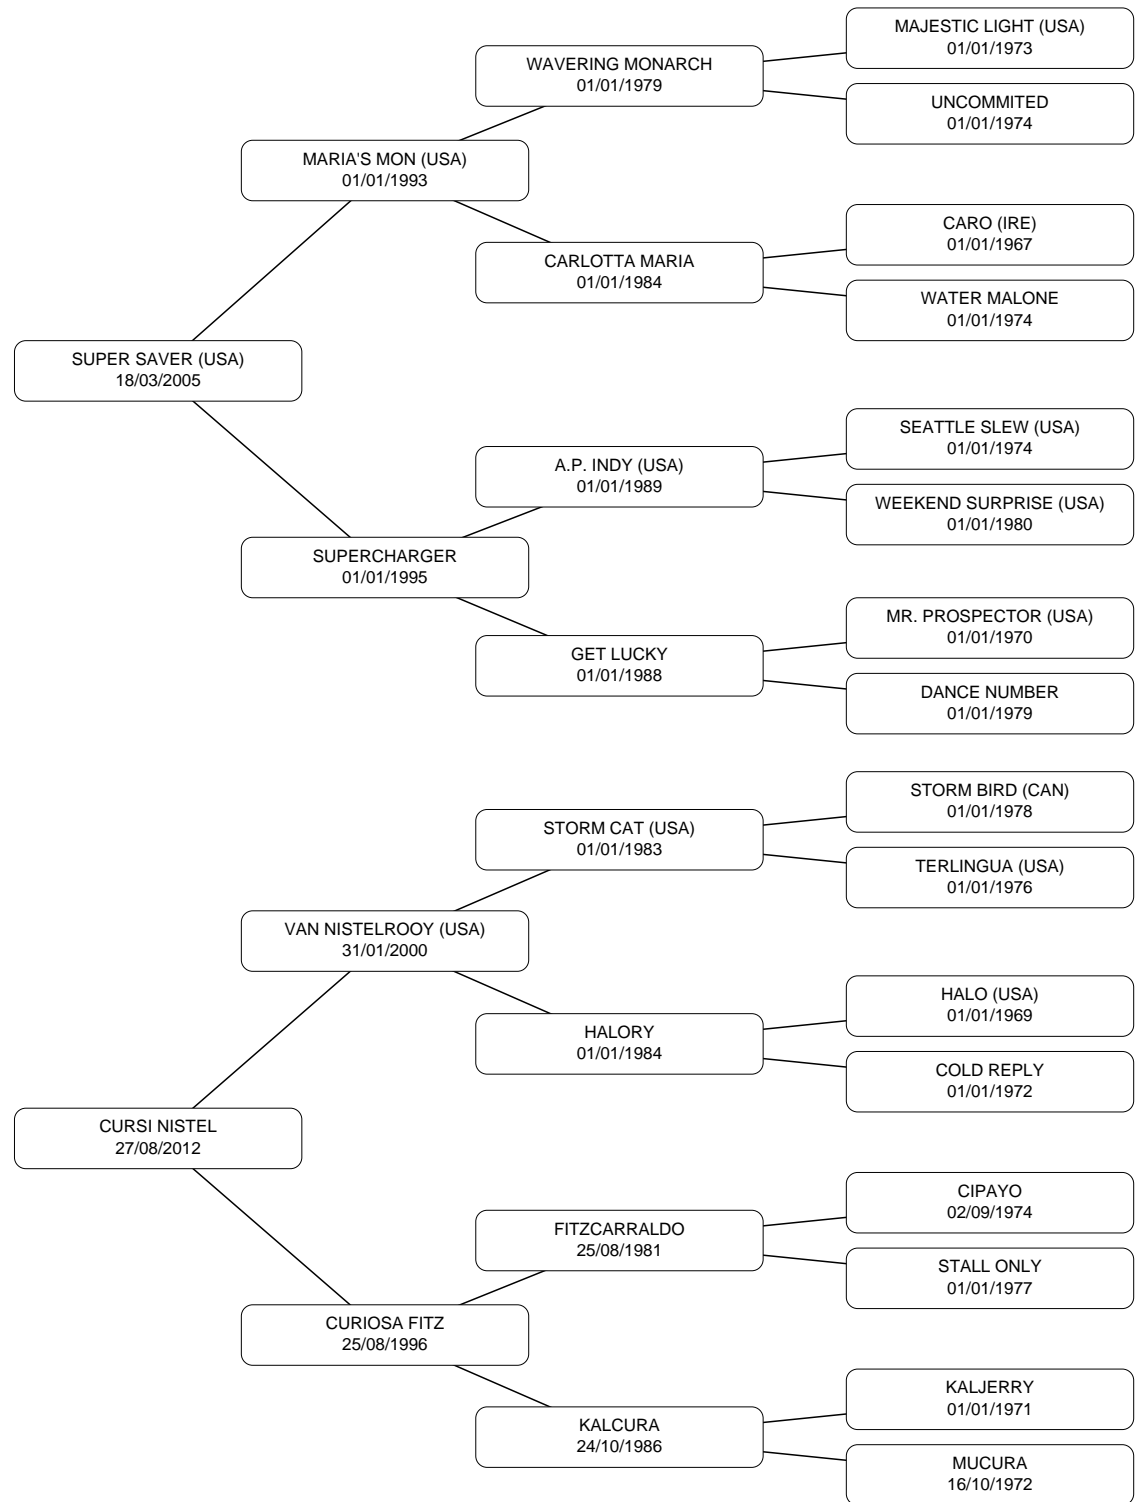 MAJESTIC LIGHT (USA)
01/01/1973
WAVERING MONARCH
01/01/1979
UNCOMMITED
01/01/1974
MARIA'S MON (USA)
01/01/1993
CARO (IRE)
01/01/1967
CARLOTTA MARIA
01/01/1984
WATER MALONE
01/01/1974
SUPER SAVER (USA)
18/03/2005
SEATTLE SLEW (USA)
01/01/1974
A.P. INDY (USA)
01/01/1989
WEEKEND SURPRISE (USA)
01/01/1980
SUPERCHARGER
01/01/1995
MR. PROSPECTOR (USA)
01/01/1970
GET LUCKY
01/01/1988
DANCE NUMBER
01/01/1979
STORM BIRD (CAN)
01/01/1978
STORM CAT (USA)
01/01/1983
TERLINGUA (USA)
01/01/1976
VAN NISTELROOY (USA)
31/01/2000
HALO (USA)
01/01/1969
HALORY
01/01/1984
COLD REPLY
01/01/1972
CURSI NISTEL
27/08/2012
CIPAYO
02/09/1974
FITZCARRALDO
25/08/1981
STALL ONLY
01/01/1977
CURIOSA FITZ
25/08/1996
KALJERRY
01/01/1971
KALCURA
24/10/1986
MUCURA
16/10/1972